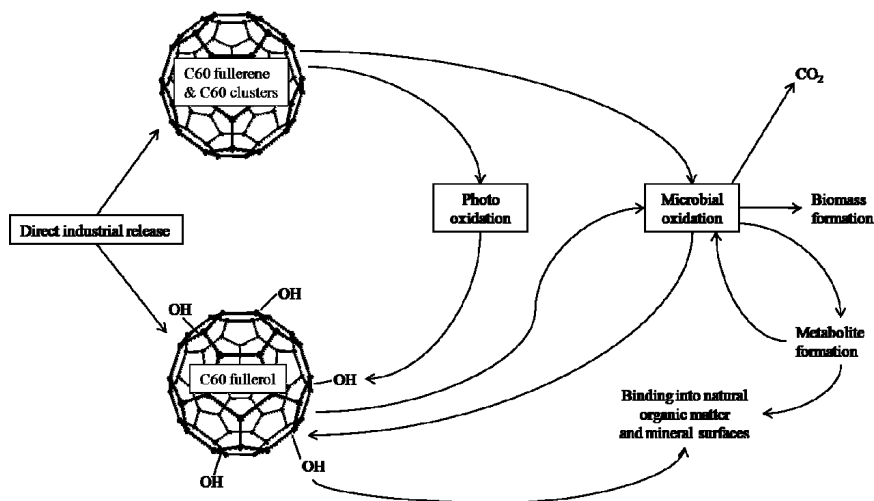 C60 fullerene
& C60 clusters
CO2
Photo
oxidation
Microbial
oxidation
Biomass
formation
Direct industrial release
OH
OH
Metabolite
formation
C60 fullerol
OH
Binding into natural
organic matter
and mineral surfaces
OH
OH